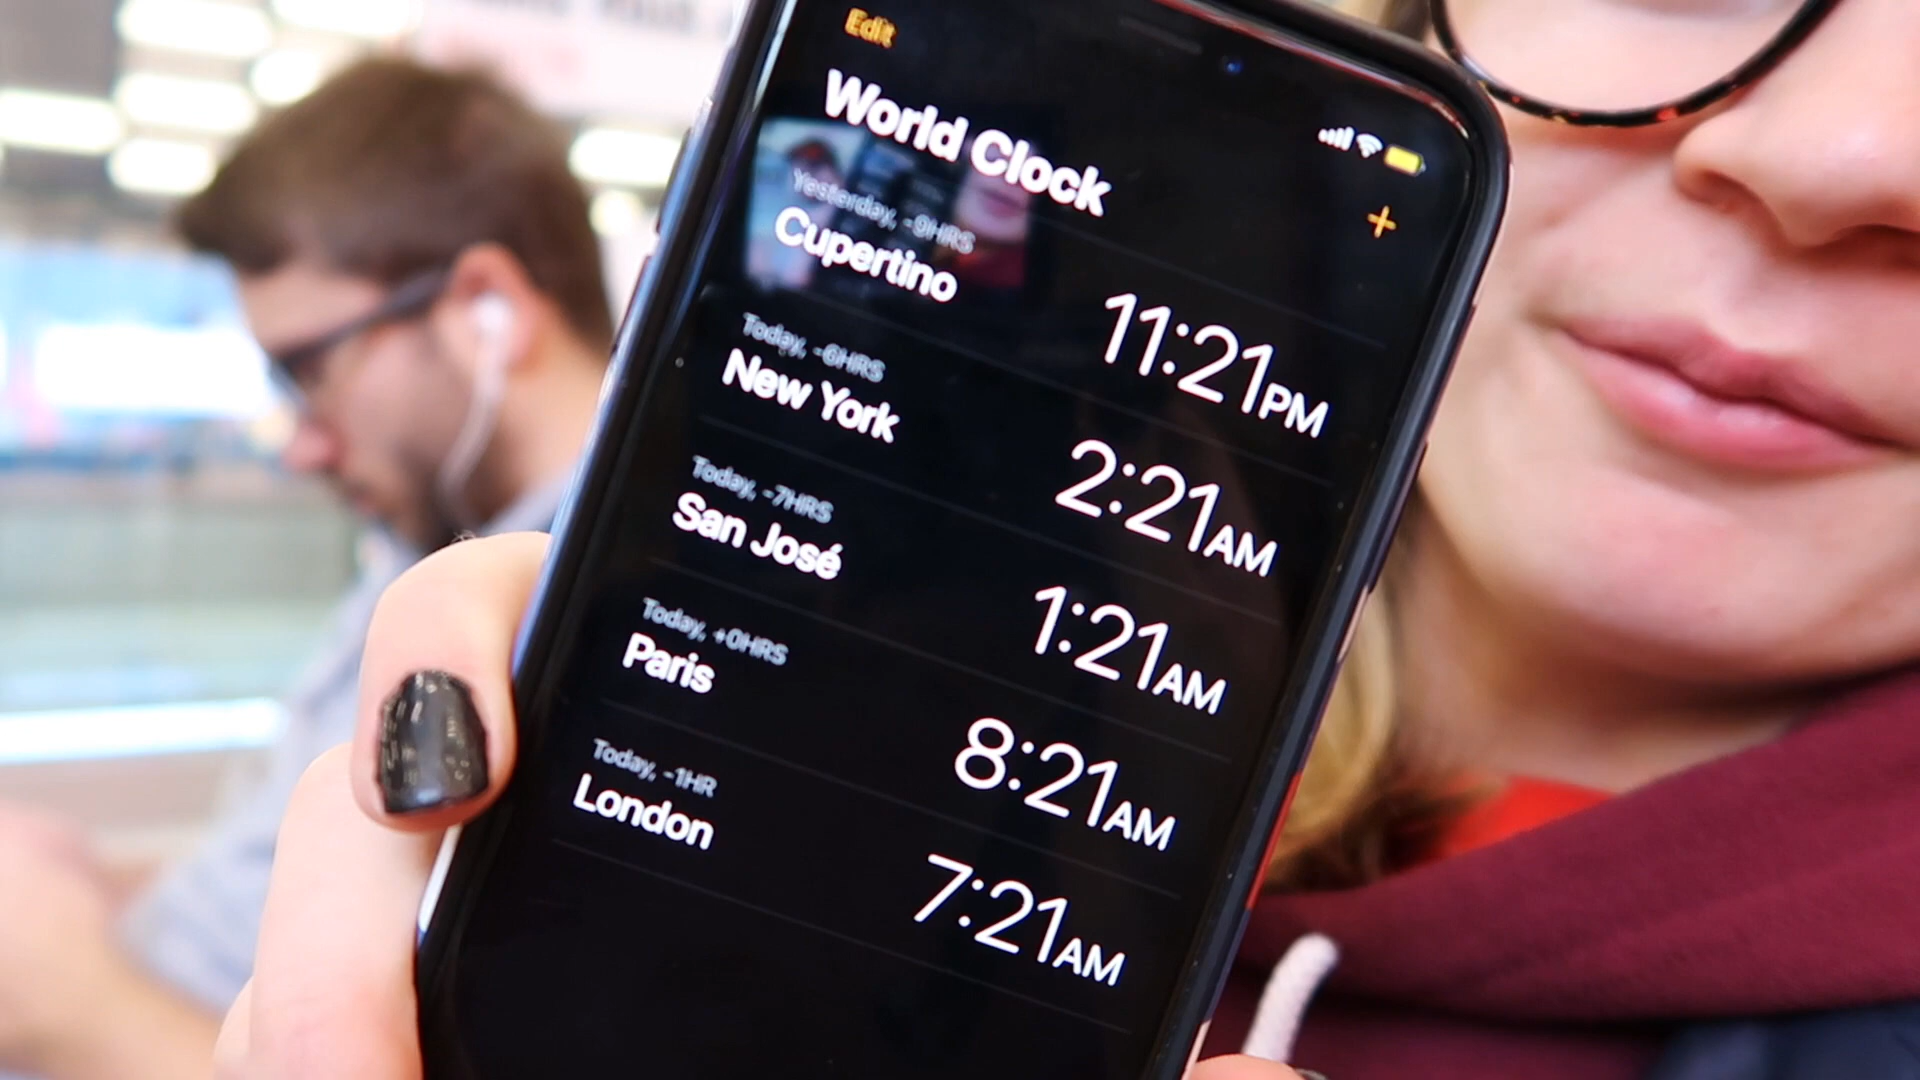 Edit
World Clock
+
Yesterday, -9HRS
Cupertino
11:21PM
Today, -6HRS
New York
2:21AM
Today, -7HRS
San José
1:21AM
Today, +0HRS
Paris
8:21AM
Today, -1HR
London
7:21AM